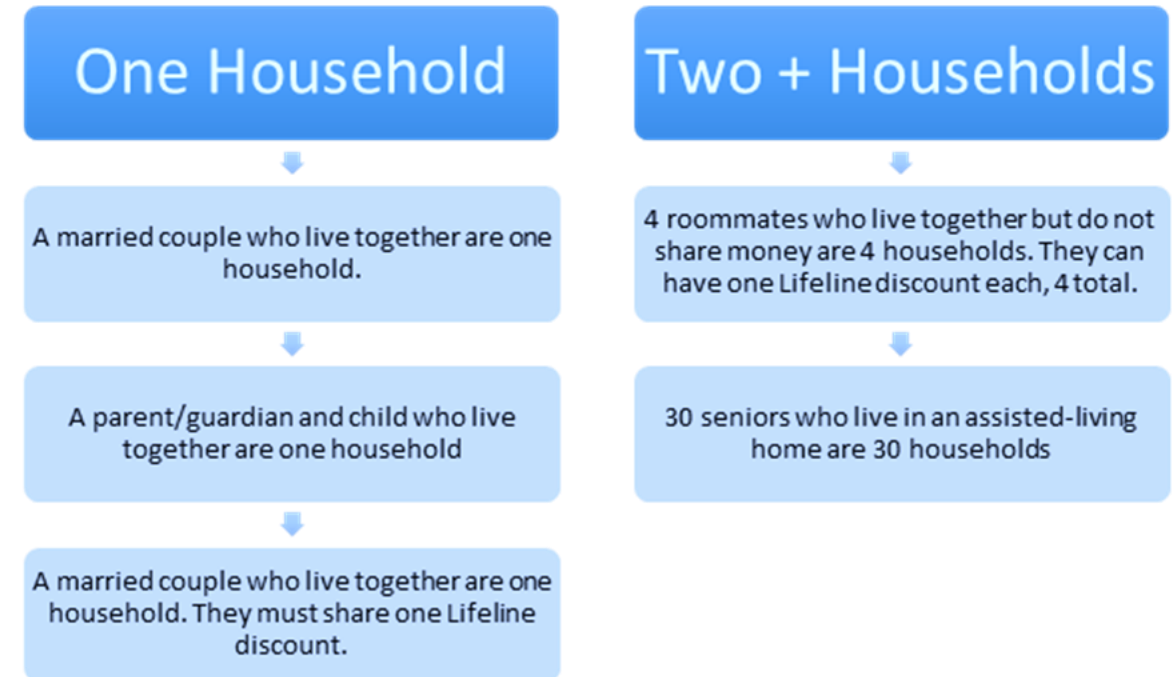 One Household
A married couple who live together are one
household.
A parent/guardian and child who live
together are one household
A married couple who live together are one
household. They must share one Lifeline
discount.
Two + Households
4 roommates who live together but do not
share money are 4 households. They can
have one Lifeline discount each, 4 total.
30 seniors who live in an assisted-living
home are 30 households